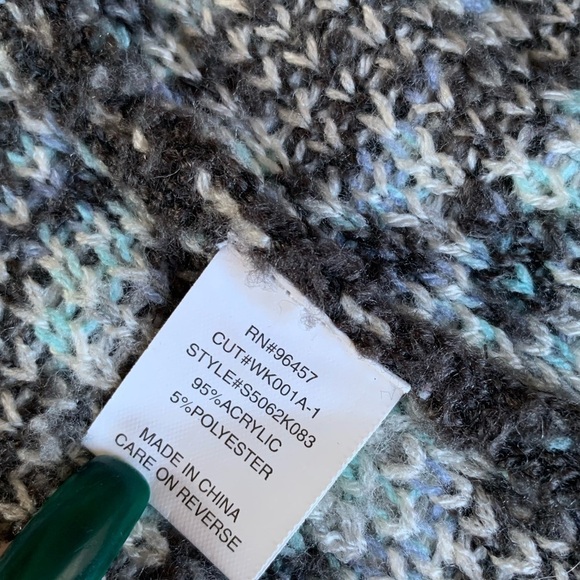 RN#96457
CUT#WK001A-1
STYLE#S5062K083
95%ACRYLIC
5%POLYESTER
MADE IN CHINA
CARE ON REVERSE